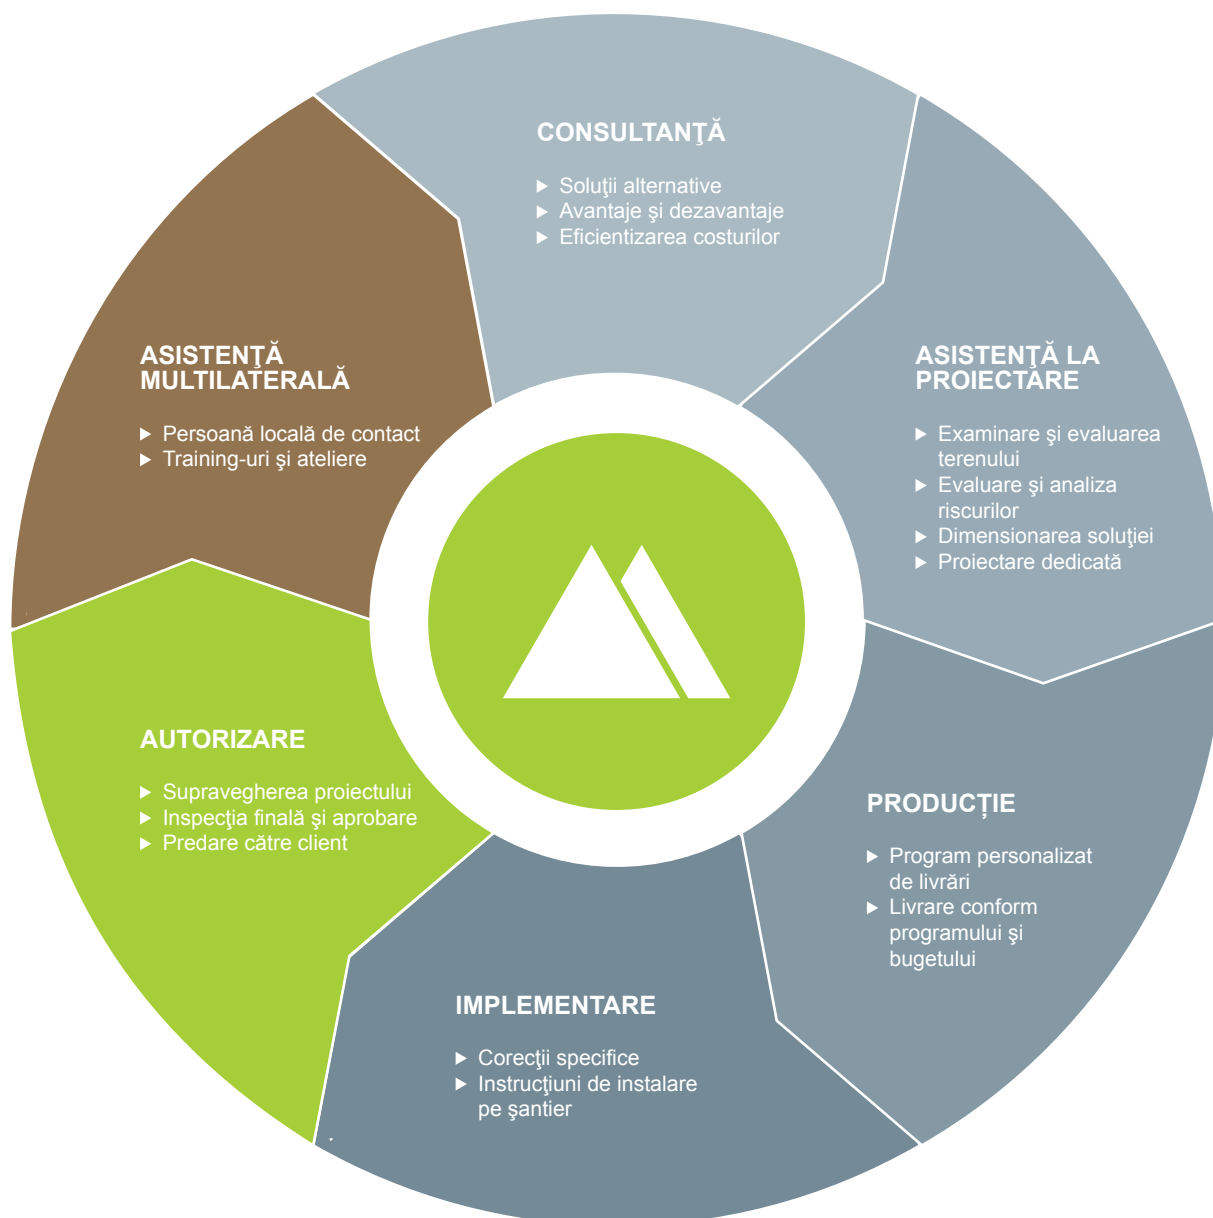 CONSULTANŢĂ
► Soluţii alternative
► Avantaje şi dezavantaje
► Eficientizarea costurilor
ASISTENŢĂ LA
PROIECTARE
► Examinare şi evaluarea
terenului
► Evaluare şi analiza
riscurilor
► Dimensionarea soluţiei
► Proiectare dedicată
PRODUCȚIE
► Program personalizat
de livrări
► Livrare conform
programului şi
bugetului
IMPLEMENTARE
► Corecţii specifice
► Instrucţiuni de instalare
pe şantier
AUTORIZARE
► Supravegherea proiectului
► Inspecţia finală şi aprobare
► Predare către client
ASISTENŢĂ
MULTILATERALĂ
► Persoană locală de contact
► Training-uri şi ateliere